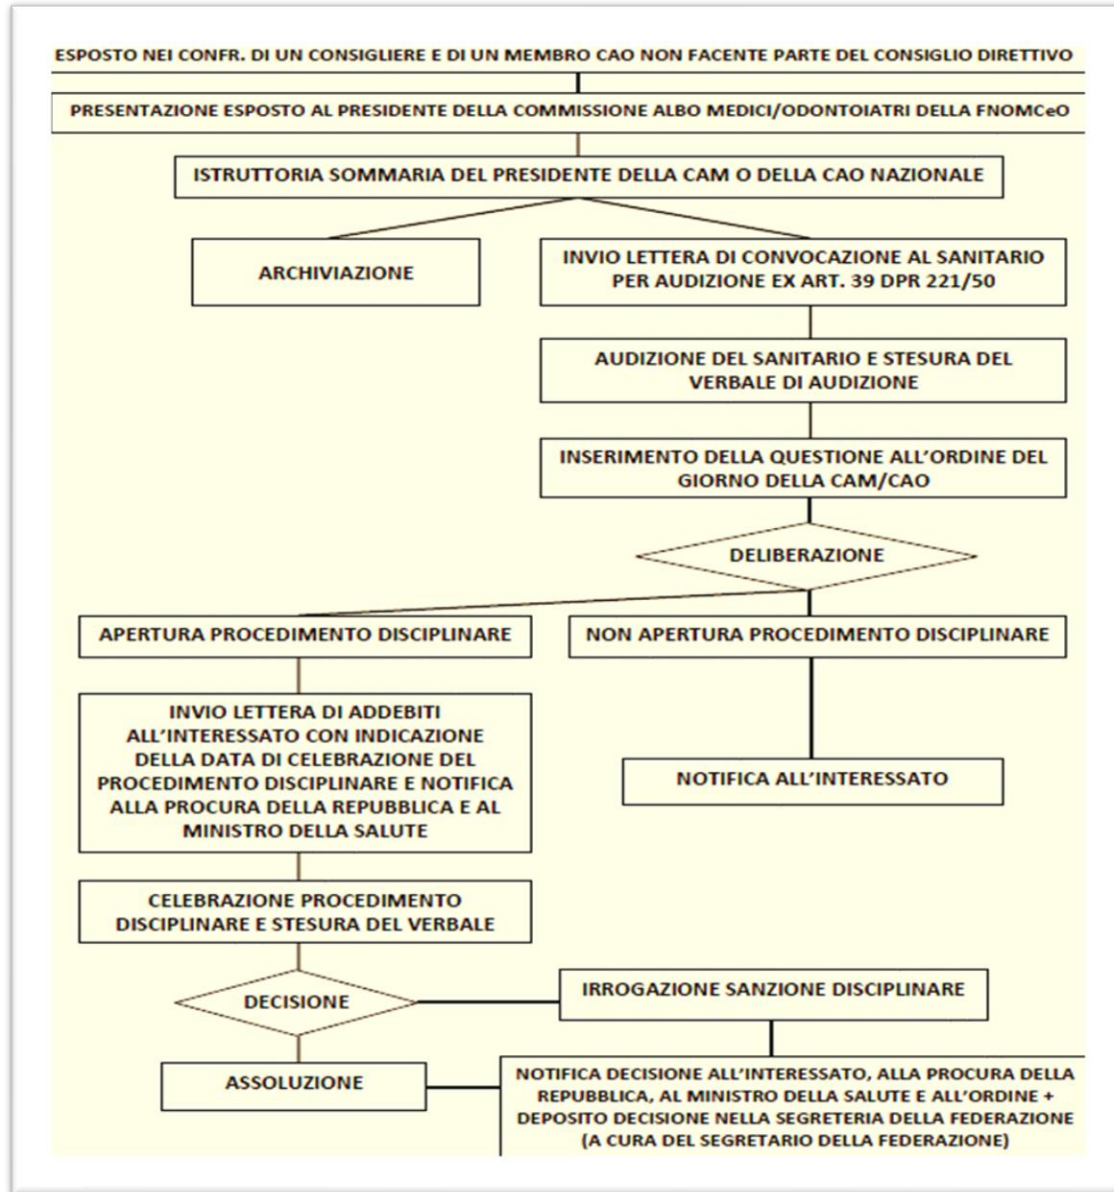 ESPOSTO NEI CONFR. DI UN CONSIGLIERE E DI UN MEMBRO CAO NON FACENTE PARTE DEL CONSIGLIO DIRETTIVO
PRESENTAZIONE ESPOSTO AL PRESIDENTE DELLA COMMISSIONE ALBO MEDICI/ODONTOIATRI DELLA FNOMCeO
ISTRUTTORIA SOMMARIA DEL PRESIDENTE DELLA CAM O DELLA CAO NAZIONALE
ARCHIVIAZIONE
INVIO LETTERA DI CONVOCAZIONE AL SANITARIO
PER AUDIZIONE EX ART. 39 DPR 221/50
AUDIZIONE DEL SANITARIO E STESURA DEL
VERBALE DI AUDIZIONE
INSERIMENTO DELLA QUESTIONE ALL'ORDINE DEL
GIORNO DELLA CAM/CAO
DELIBERAZIONE
APERTURA PROCEDIMENTO DISCIPLINARE
NON APERTURA PROCEDIMENTO DISCIPLINARE
INVIO LETTERA DI ADDEBITI
ALL'INTERESSATO CON INDICAZIONE
DELLA DATA DI CELEBRAZIONE DEL
PROCEDIMENTO DISCIPLINARE E NOTIFICA
ALLA PROCURA DELLA REPUBBLICA E AL
MINISTRO DELLA SALUTE
NOTIFICA ALL'INTERESSATO
CELEBRAZIONE PROCEDIMENTO
DISCIPLINARE E STESURA DEL VERBALE
DECISIONE
IRROGAZIONE SANZIONE DISCIPLINARE
ASSOLUZIONE
NOTIFICA DECISIONE ALL'INTERESSATO, ALLA PROCURA DELLA
REPUBBLICA, AL MINISTRO DELLA SALUTE E ALL'ORDINE +
DEPOSITO DECISIONE NELLA SEGRETERIA DELLA FEDERAZIONE
(A CURA DEL SEGRETARIO DELLA FEDERAZIONE)